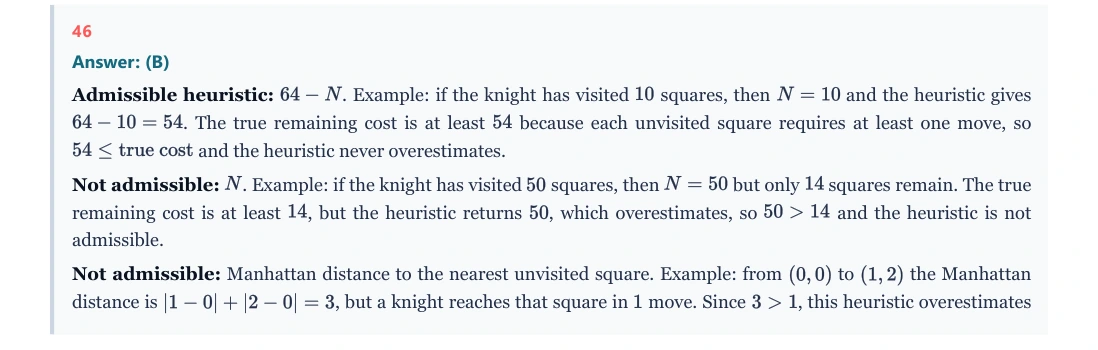 46
Answer: (B)
Admissible heuristic: 64 − N. Example: if the knight has visited 10 squares, then N = 10 and the heuristic gives
64 − 10 = 54. The true remaining cost is at least 54 because each unvisited square requires at least one move, so
54 ≤ true cost and the heuristic never overestimates.
Not admissible: N. Example: if the knight has visited 50 squares, then N = 50 but only 14 squares remain. The true
remaining cost is at least 14, but the heuristic returns 50, which overestimates, so 50 > 14 and the heuristic is not
admissible.
Not admissible: Manhattan distance to the nearest unvisited square. Example: from (0, 0) to (1, 2) the Manhattan
distance is |1 − 0| + |2 − 0| = 3, but a knight reaches that square in 1 move. Since 3 > 1, this heuristic overestimates